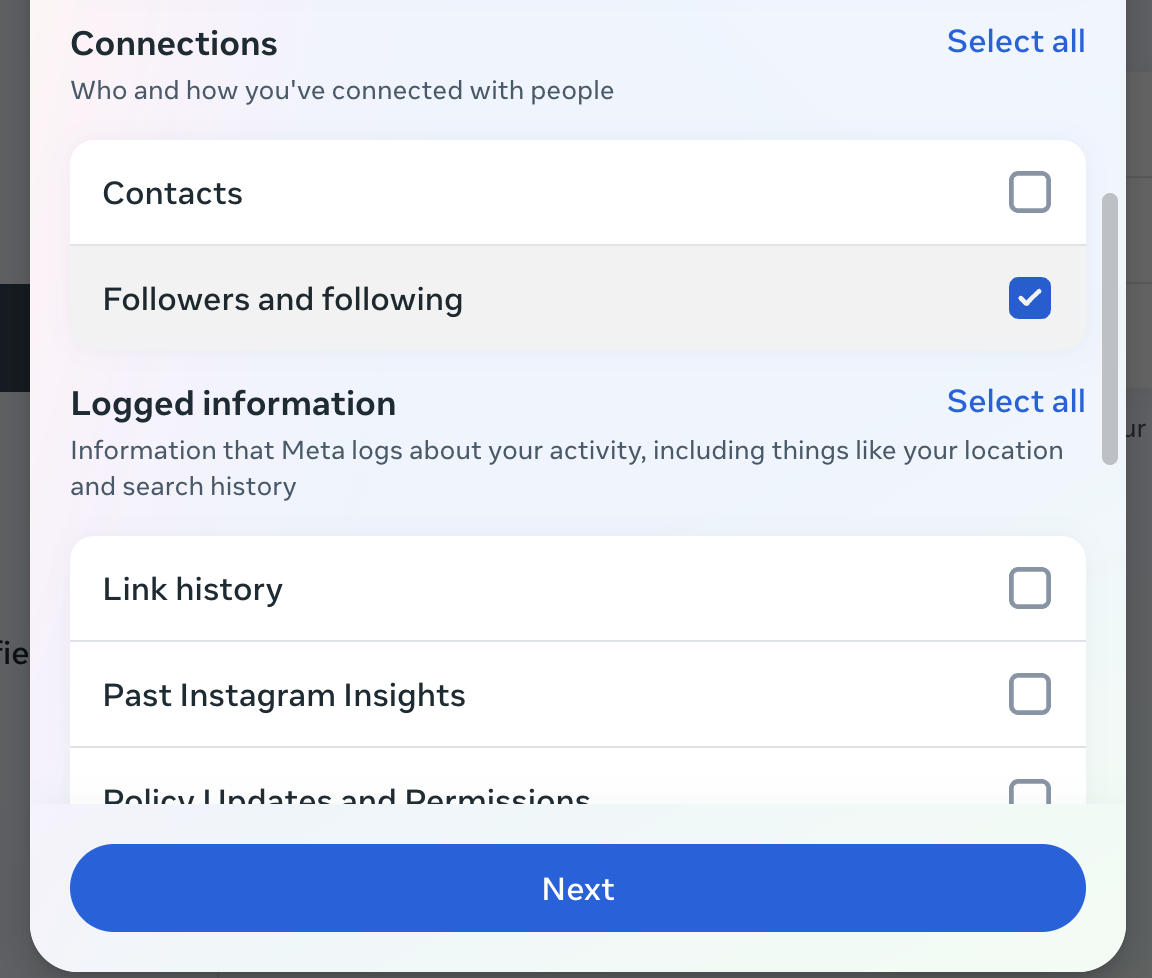 Connections
Select all
Who and how you've connected with people
Contacts
Followers and following
Logged information
Select all
Information that Meta logs about your activity, including things like your location
and search history
Link history
Past Instagram Insights
Policy Updates and Permissions
Next